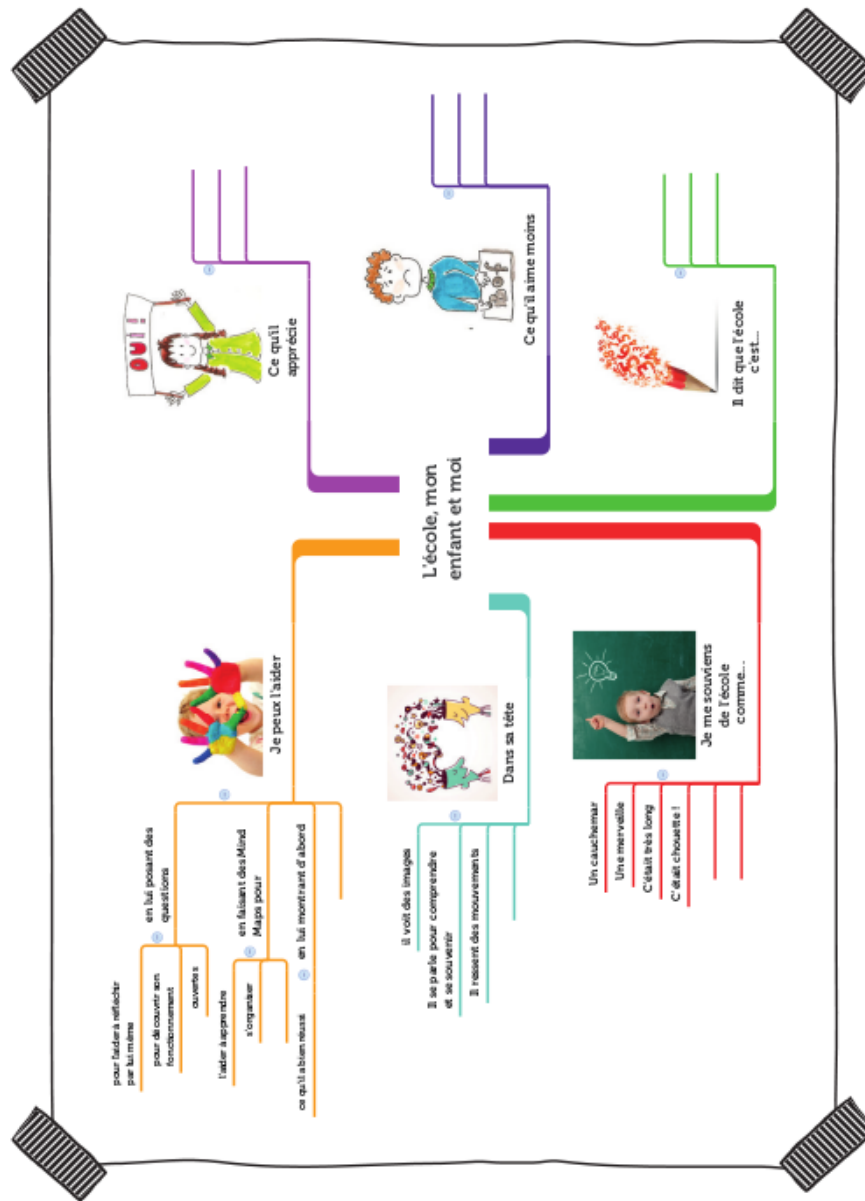 L'école, mon
enfant et moi
OUI !
Ce qu'il
apprécie
bof
Ce qu'il aime moins
Il dit que l'école
c'est...
Je me souviens
de l'école
comme...
Un cauchemar
Une merveille
C'était très long
C'était chouette !
Dans sa tête
il voit des images
Il se parle pour comprendre
et se souvenir
Il ressent des mouvements
Je peux l'aider
en lui posant des
questions
pour l'aider à réfléchir
par lui même
pour découvrir son
fonctionnement
ouvertes
en faisant des Mind
Maps pour
l'aider à apprendre
s'organiser
en lui montrant d'abord
ce qu'il a bien réussi